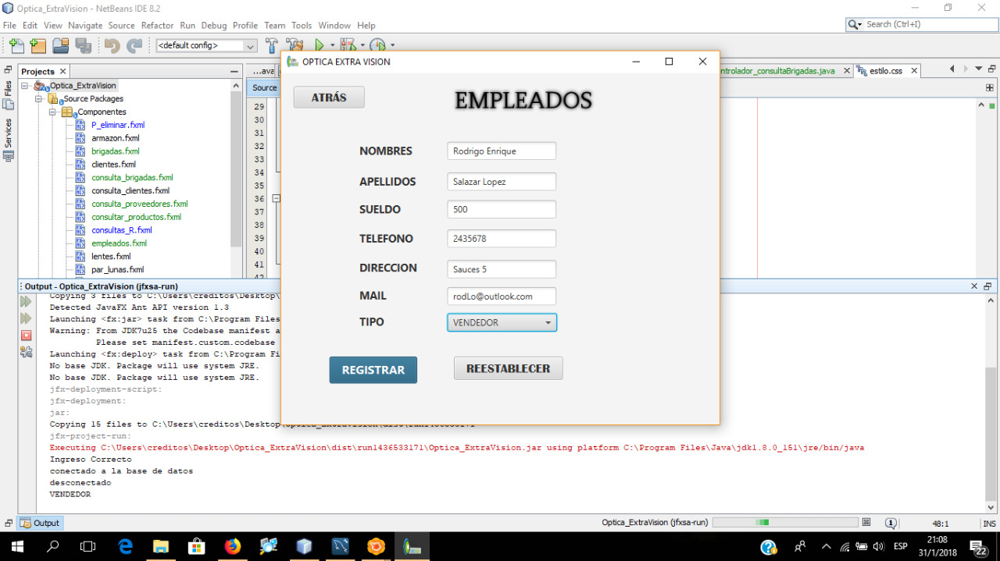 Optica_ExtraVision - NetBeans IDE 8.2
File Edit View Navigate Source Refactor Run Debug Profile Team Tools Window Help
Search (Ctrl+I)
<default config>
Projects
...ava
ntrolador_consultaBrigadas.java
estilo.css
Source
Files
Services
Optica_ExtraVision
Source Packages
Componentes
P_eliminar.fxml
armazon.fxml
brigadas.fxml
clientes.fxml
consulta_brigadas.fxml
consulta_clientes.fxml
consulta_proveedores.fxml
consultar_productos.fxml
consultas_R.fxml
empleados.fxml
lentes.fxml
par_lunas.fxml
29
30
31
32
33
34
35
36
37
38
39
40
41
OPTICA EXTRA VISION
ATRÁS
EMPLEADOS
NOMBRES Rodrigo Enrique
APELLIDOS Salazar Lopez
SUELDO 500
TELEFONO 2435678
DIRECCION Sauces 5
MAIL rodLo@outlook.com
TIPO VENDEDOR
REGISTRAR REESTABLECER
Output - Optica_ExtraVision (jfxsa-run)
Copying 3 files to C:\Users\creditos\Desktop\
Detected JavaFX Ant API version 1.3
Launching <fx:jar> task from C:\Program Files
Warning: From JDK7u25 the Codebase manifest a
Please set manifest.custom.codebase
Launching <fx:deploy> task from C:\Program Fi
No base JDK. Package will use system JRE.
No base JDK. Package will use system JRE.
jfx-deployment-script:
jfx-deployment:
jar:
Copying 15 files to C:\Users\creditos\Desktop\Optica_ExtraVision\dist\run1436533171
jfx-project-run:
Executing C:\Users\creditos\Desktop\Optica_ExtraVision\dist\run1436533171\Optica_ExtraVision.jar using platform C:\Program Files\Java\jdk1.8.0_151\jre/bin/java
Ingreso Correcto
conectado a la base de datos
desconectado
VENDEDOR
Output
Optica_ExtraVision (jfxsa-run)
1
48:1
INS
ESP
21:08
31/1/2018
22